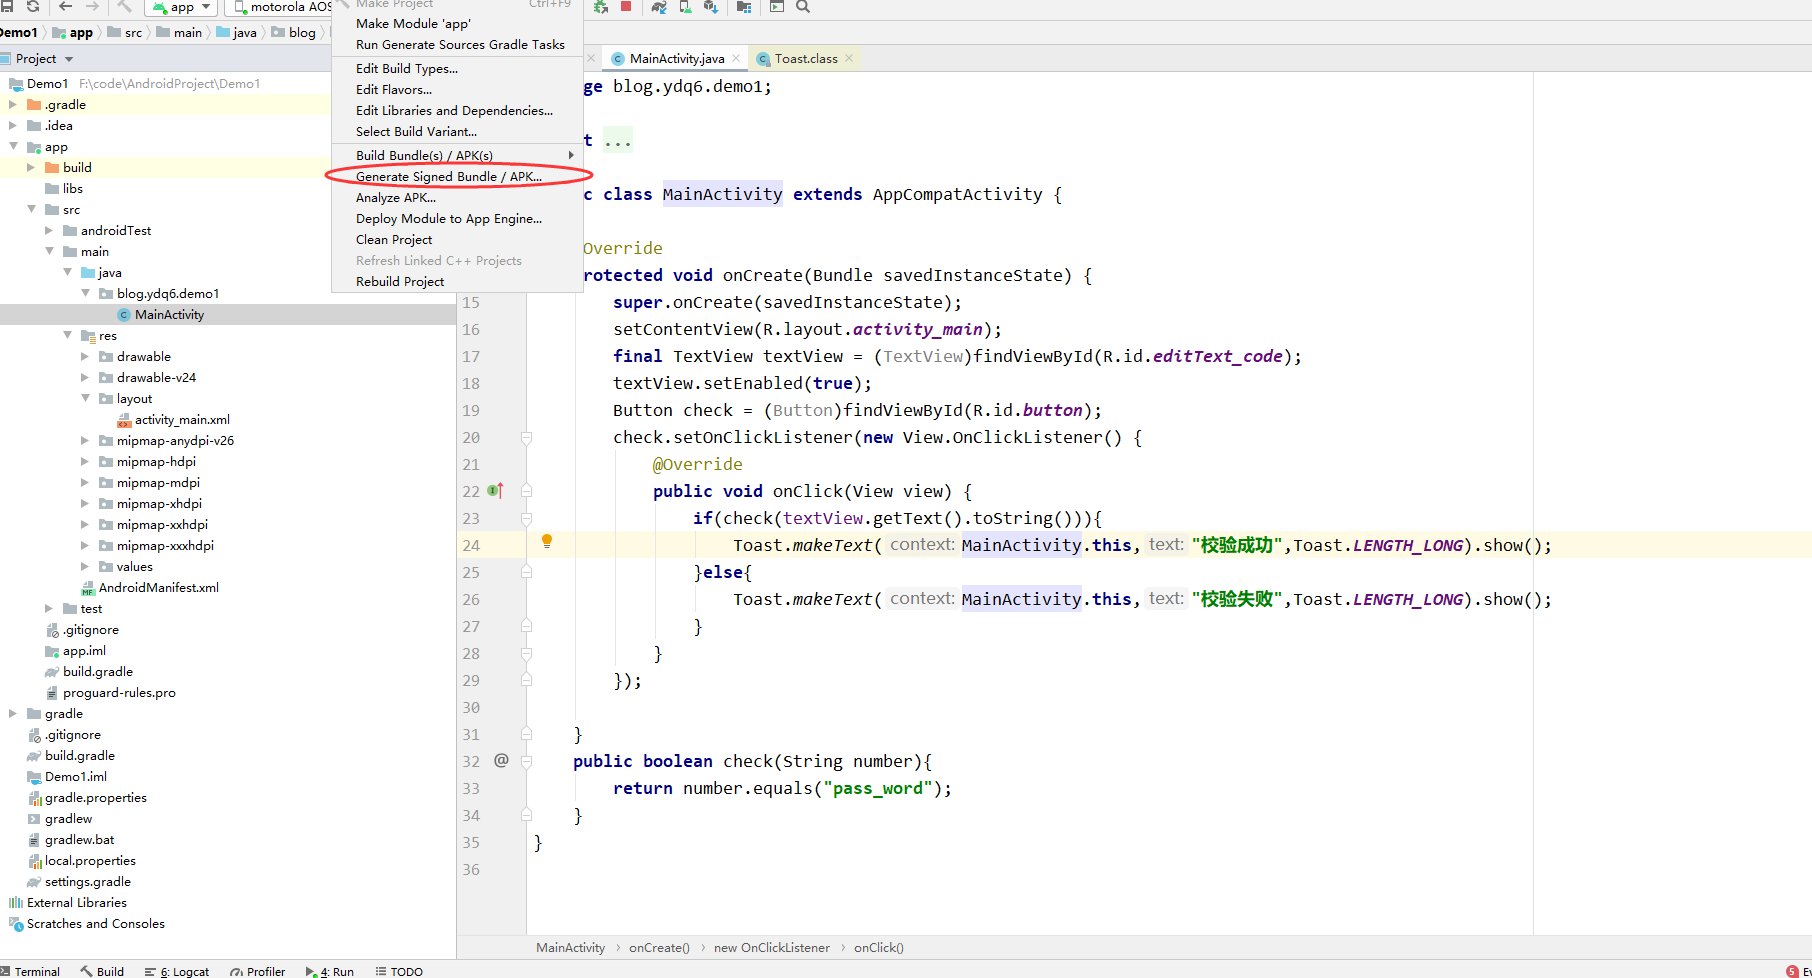 app
motorola AOS
Make Project Ctrl+F9
Make Module 'app'
Run Generate Sources Gradle Tasks
Edit Build Types...
Edit Flavors...
Edit Libraries and Dependencies...
Select Build Variant...
Build Bundle(s) / APK(s)
Generate Signed Bundle / APK...
Analyze APK...
Deploy Module to App Engine...
Clean Project
Refresh Linked C++ Projects
Rebuild Project
Demo1 app src main java blog
Project
Demo1 F:\code\AndroidProject\Demo1
.gradle
.idea
app
build
libs
src
androidTest
main
java
blog.ydq6.demo1
MainActivity
res
drawable
drawable-v24
layout
activity_main.xml
mipmap-anydpi-v26
mipmap-hdpi
mipmap-mdpi
mipmap-xhdpi
mipmap-xxhdpi
mipmap-xxxhdpi
values
AndroidManifest.xml
test
.gitignore
app.iml
build.gradle
proguard-rules.pro
gradle
.gitignore
build.gradle
Demo1.iml
gradle.properties
gradlew
gradlew.bat
local.properties
settings.gradle
External Libraries
Scratches and Consoles
MainActivity.java Toast.class
ge blog.ydq6.demo1;
t ...
c class MainActivity extends AppCompatActivity {
Override
rotected void onCreate(Bundle savedInstanceState) {
15 super.onCreate(savedInstanceState);
16 setContentView(R.layout.activity_main);
17 final TextView textView = (TextView)findViewById(R.id.editText_code);
18 textView.setEnabled(true);
19 Button check = (Button)findViewById(R.id.button);
20 check.setOnClickListener(new View.OnClickListener() {
21 @Override
22 public void onClick(View view) {
23 if(check(textView.getText().toString())){
24 Toast.makeText( context: MainActivity.this, text: "校验成功",Toast.LENGTH_LONG).show();
25 }else{
26 Toast.makeText( context: MainActivity.this, text: "校验失败",Toast.LENGTH_LONG).show();
27 }
28 }
29 });
30
31 }
32 @ public boolean check(String number){
33 return number.equals("pass_word");
34 }
35 }
36
MainActivity › onCreate() › new OnClickListener › onClick()
Terminal Build 6: Logcat Profiler 4: Run TODO 5 Ev